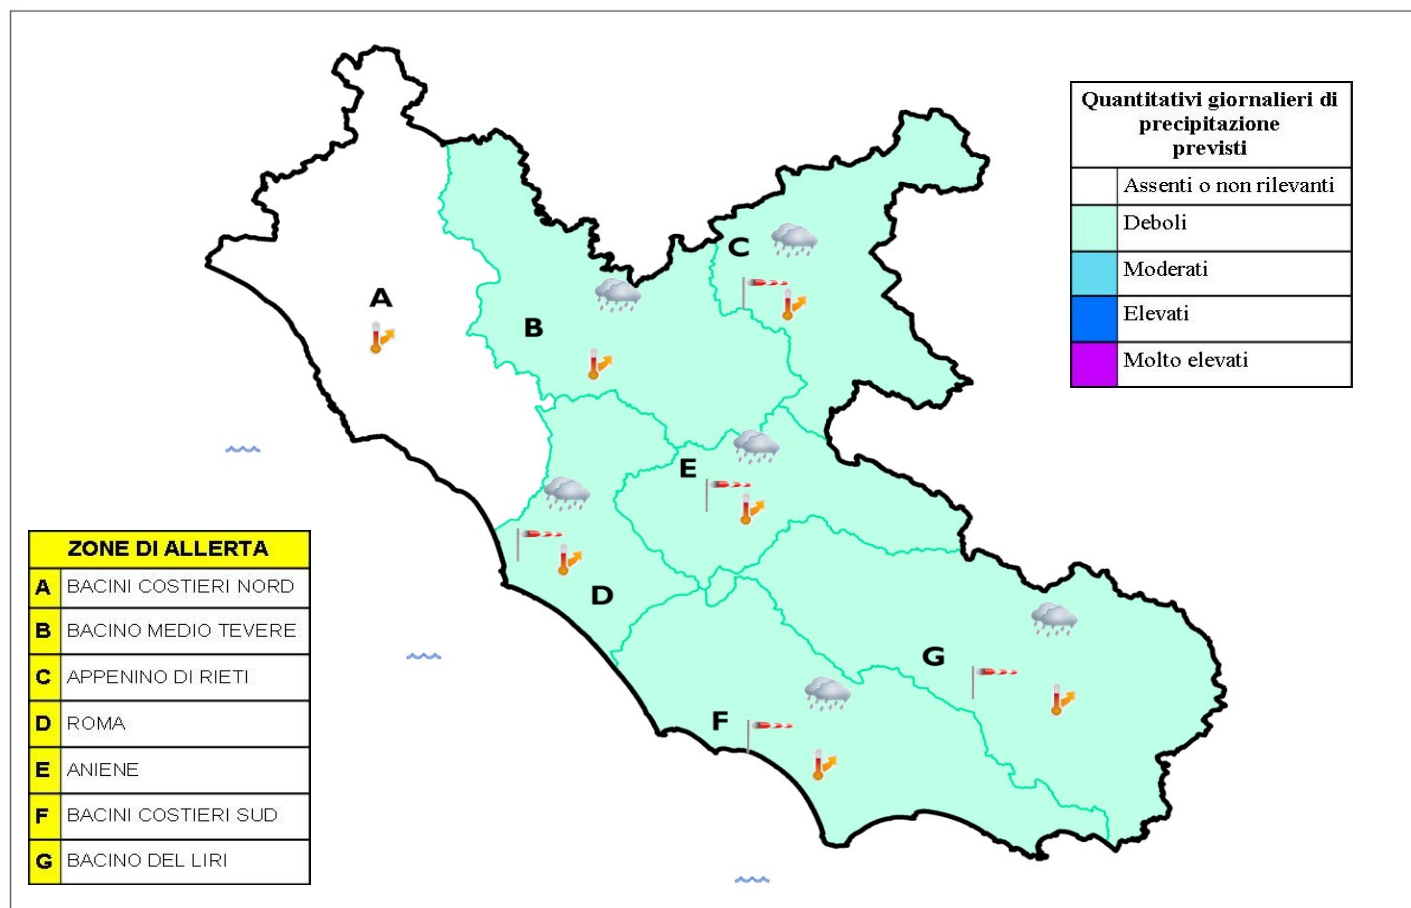 Quantitativi giornalieri di
precipitazione
previsti
Assenti o non rilevanti
Deboli
Moderati
Elevati
Molto elevati
A
B
C
E
D
G
F
ZONE DI ALLERTA
A BACINI COSTIERI NORD
B BACINO MEDIO TEVERE
C APPENINO DI RIETI
D ROMA
E ANIENE
F BACINI COSTIERI SUD
G BACINO DEL LIRI